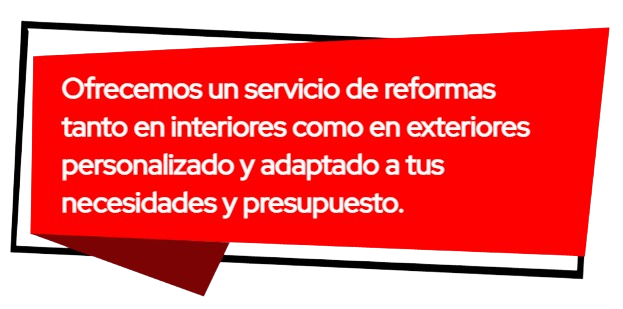 Ofrecemos un servicio de reformas
tanto en interiores como en exteriores
personalizado y adaptado a tus
necesidades y presupuesto.